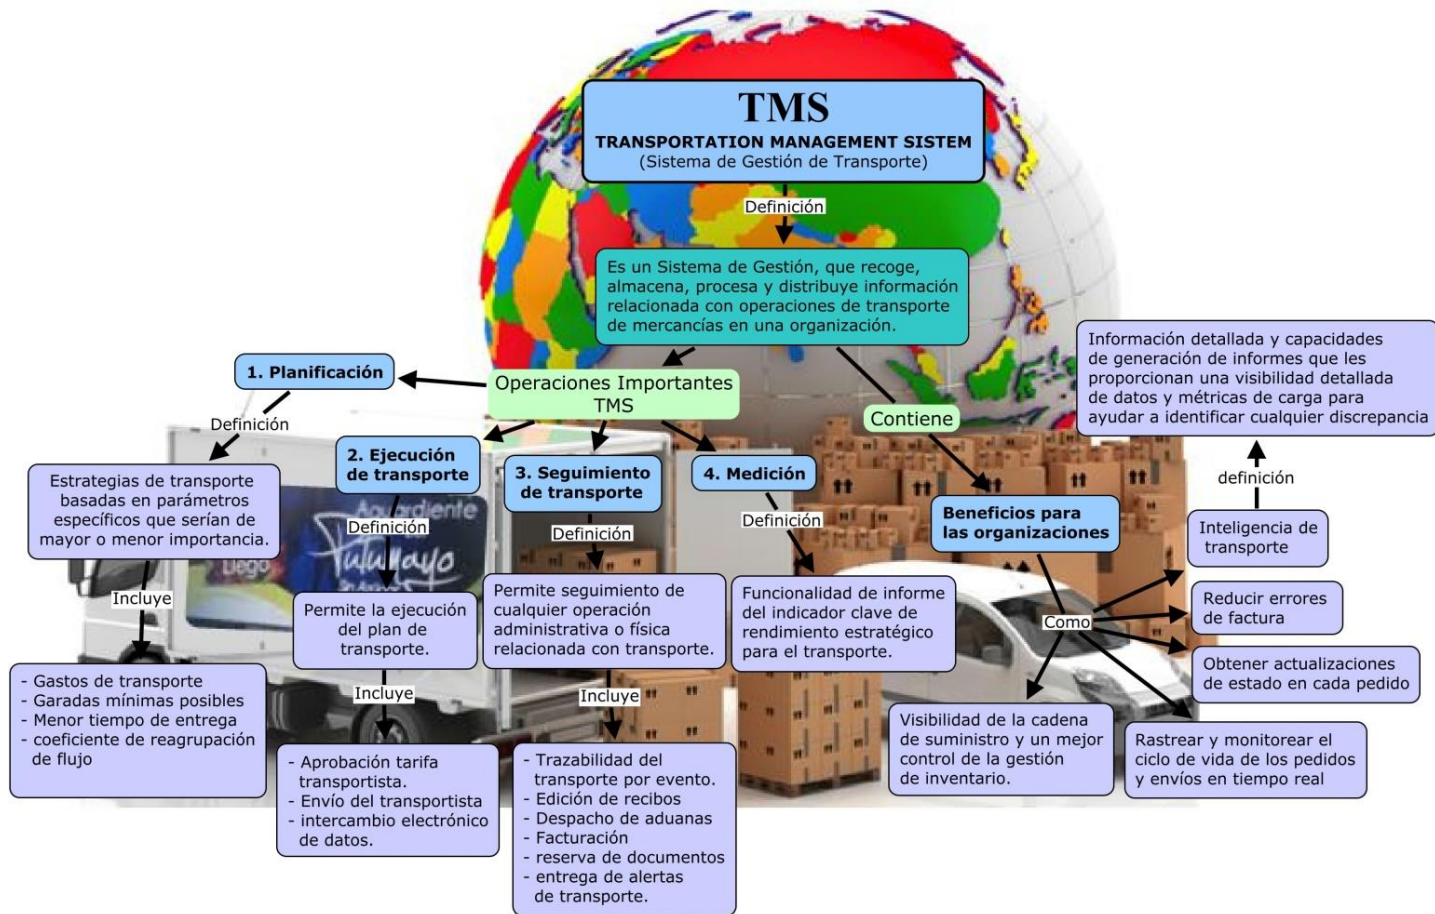 TMS
TRANSPORTATION MANAGEMENT SISTEM
(Sistema de Gestión de Transporte)
Definición
Es un Sistema de Gestión, que recoge,
almacena, procesa y distribuye información
relacionada con operaciones de transporte
de mercancías en una organización.
Operaciones Importantes
TMS
1. Planificación
Definición
Estrategias de transporte
basadas en parámetros
específicos que serían de
mayor o menor importancia.
Incluye
- Gastos de transporte
- Garadas mínimas posibles
- Menor tiempo de entrega
- coeficiente de reagrupación
de flujo
2. Ejecución
de transporte
Definición
Permite la ejecución
del plan de
transporte.
Incluye
- Aprobación tarifa
transportista.
- Envío del transportista
- intercambio electrónico
de datos.
3. Seguimiento
de transporte
Definición
Permite seguimiento de
cualquier operación
administrativa o física
relacionada con transporte.
Incluye
- Trazabilidad del
transporte por evento.
- Edición de recibos
- Despacho de aduanas
- Facturación
- reserva de documentos
- entrega de alertas
de transporte.
4. Medición
Definición
Funcionalidad de informe
del indicador clave de
rendimiento estratégico
para el transporte.
Contiene
Beneficios para
las organizaciones
Como
Inteligencia de
transporte
definición
Información detallada y capacidades
de generación de informes que les
proporcionan una visibilidad detallada
de datos y métricas de carga para
ayudar a identificar cualquier discrepancia
Reducir errores
de factura
Obtener actualizaciones
de estado en cada pedido
Rastrear y monitorear el
ciclo de vida de los pedidos
y envíos en tiempo real
Visibilidad de la cadena
de suministro y un mejor
control de la gestión
de inventario.
Aguardiente
Putumayo
Llegó